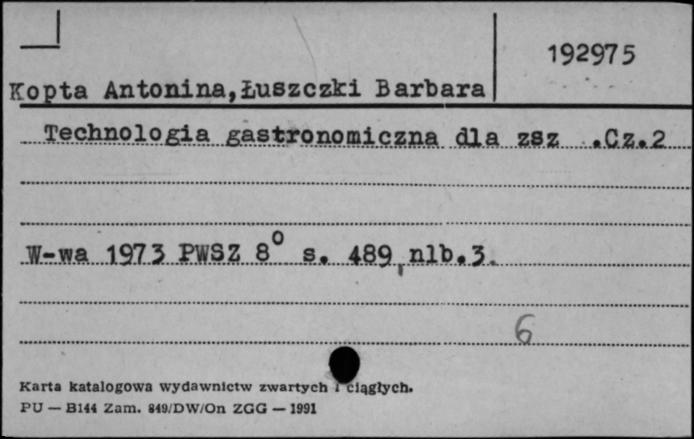 192975
Kopta Antonina,Łuszczki Barbara
Technologia gastronomiczna dla zsz .Cz.2
W-wa 1973 PWSZ 8° s. 489,nlb.3.
6
Karta katalogowa wydawnictw zwartych i ciągłych.
PU — B144 Zam. 849/DW/On ZGG — 1991